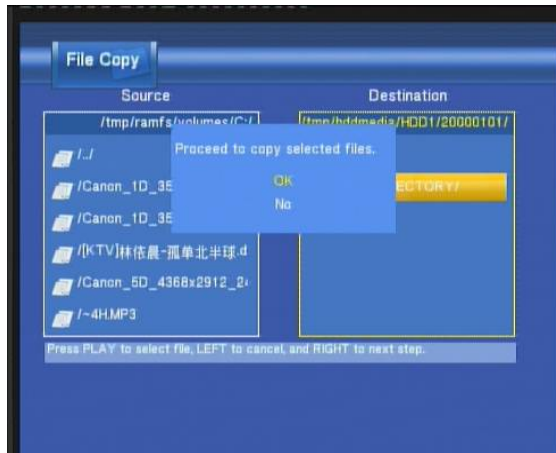 File Copy
Source
Destination
/tmp/ramfs/volumes/C:/
/tmp/hddmedia/HDD1/20000101/
Proceed to copy selected files.
OK
No
/../
/Canon_1D_35
ECTORY/
/Canon_1D_35
/[KTV]林依晨-孤单北半球.d
/Canon_5D_4368x2912_2
/~4H.MP3
Press PLAY to select file, LEFT to cancel, and RIGHT to next step.